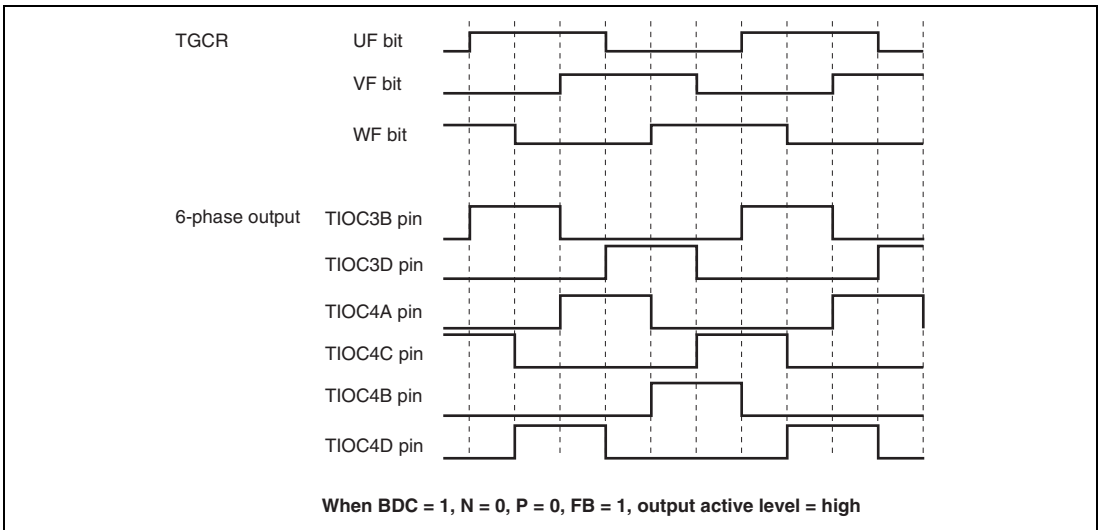 TGCR UF bit
VF bit
WF bit
6-phase output TIOC3B pin
TIOC3D pin
TIOC4A pin
TIOC4C pin
TIOC4B pin
TIOC4D pin
When BDC = 1, N = 0, P = 0, FB = 1, output active level = high